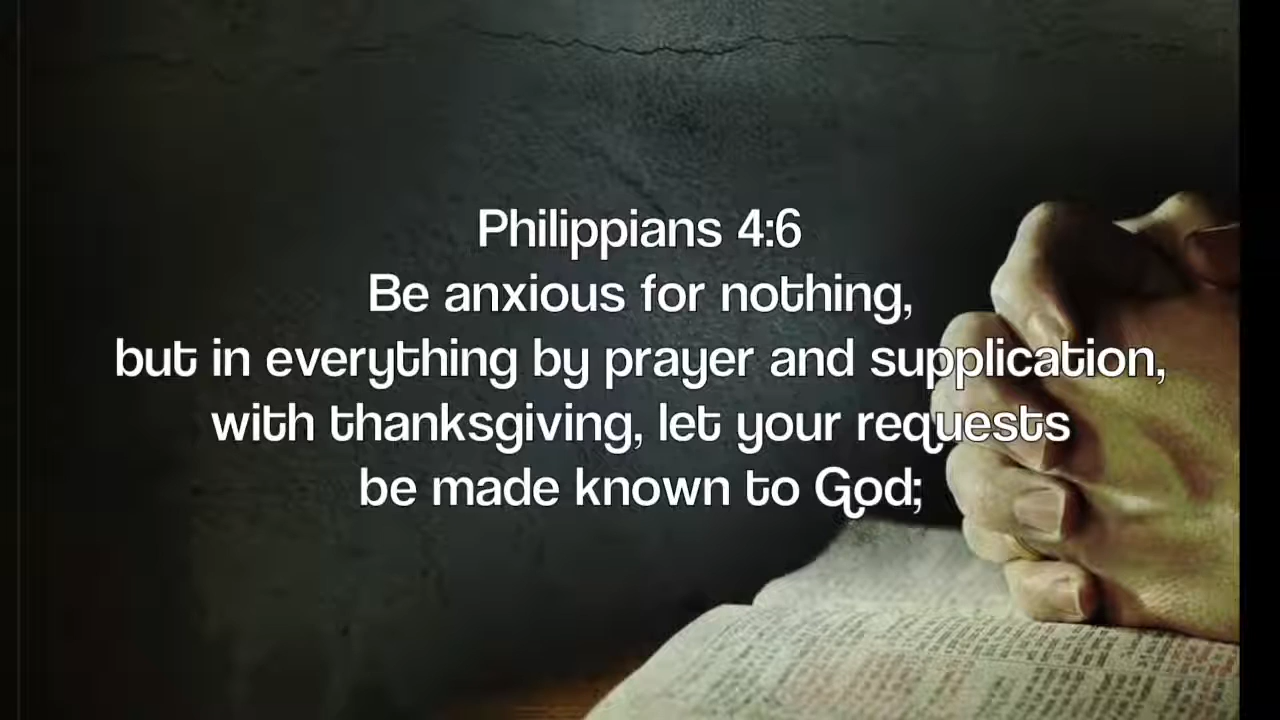 Philippians 4:6
Be anxious for nothing,
but in everything by prayer and supplication,
with thanksgiving, let your requests
be made known to God;